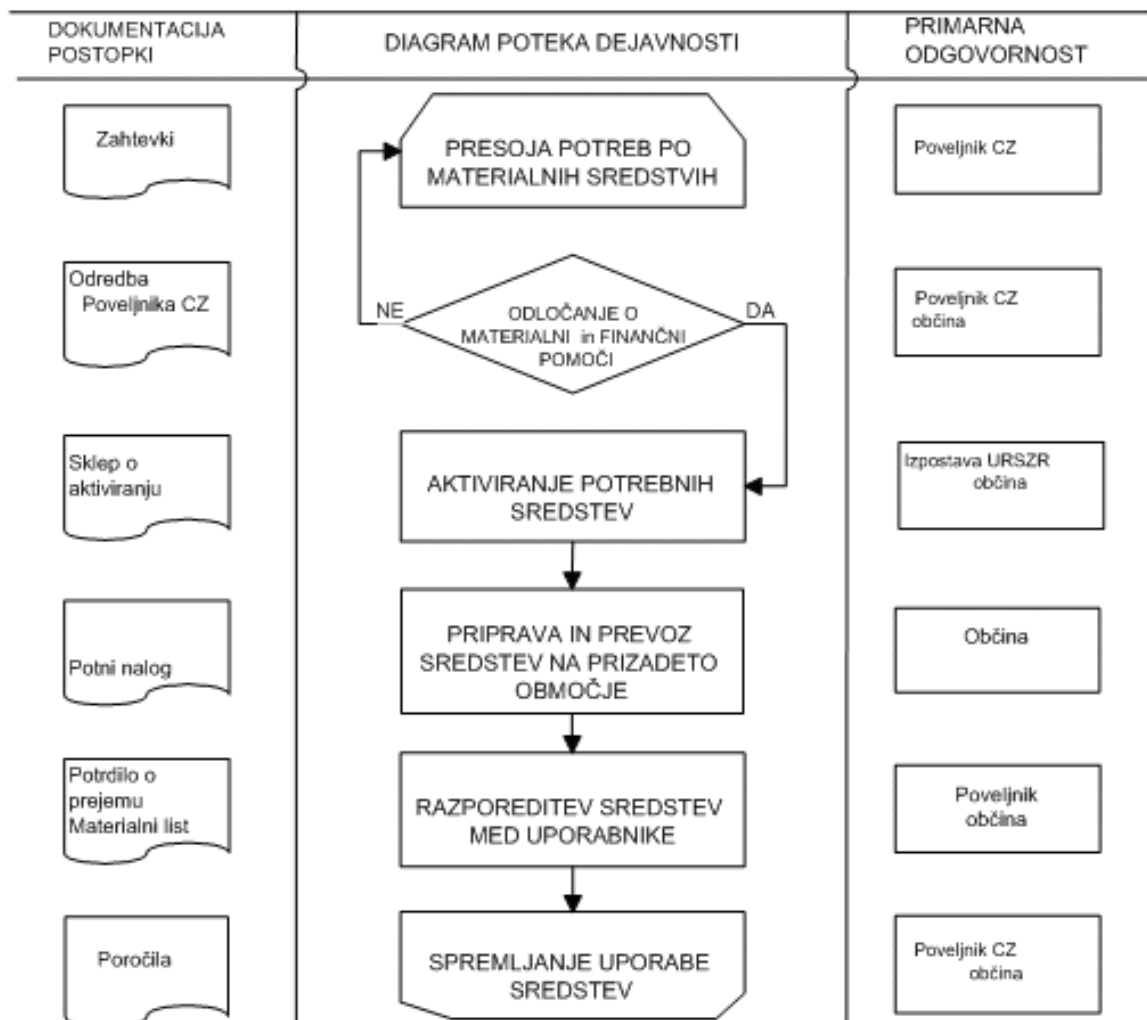 DOKUMENTACIJA
POSTOPKI
DIAGRAM POTEKA DEJAVNOSTI
PRIMARNA
ODGOVORNOST
Zahtevki
PRESOJA POTREB PO
MATERIALNIH SREDSTVIH
Poveljnik CZ
Odredba
Poveljnika CZ
NE
ODLOČANJE O
MATERIALNI in FINANČNI
POMOČI
DA
Poveljnik CZ
občina
Sklep o
aktiviranju
AKTIVIRANJE POTREBNIH
SREDSTEV
Izpostava URSZR
občina
Potni nalog
PRIPRAVA IN PREVOZ
SREDSTEV NA PRIZADETO
OBMOČJE
Občina
Potrdilo o
prejemu
Materialni list
RAZPOREDITEV SREDSTEV
MED UPORABNIKE
Poveljnik
občina
Poročila
SPREMLJANJE UPORABE
SREDSTEV
Poveljnik CZ
občina